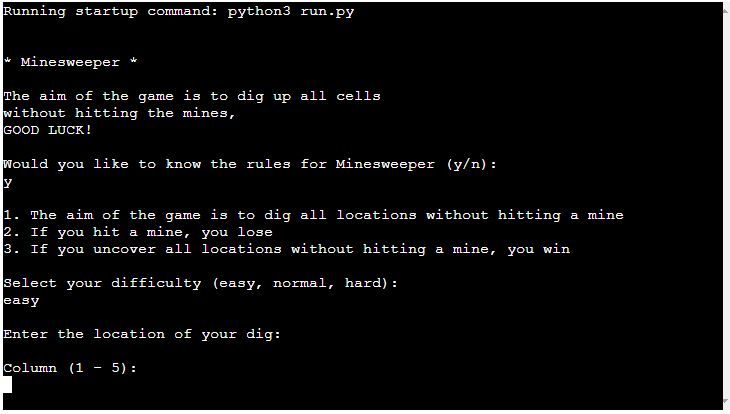 Running startup command: python3 run.py
* Minesweeper *
The aim of the game is to dig up all cells
without hitting the mines,
GOOD LUCK!
Would you like to know the rules for Minesweeper (y/n):
y
1. The aim of the game is to dig all locations without hitting a mine
2. If you hit a mine, you lose
3. If you uncover all locations without hitting a mine, you win
Select your difficulty (easy, normal, hard):
easy
Enter the location of your dig:
Column (1 - 5):